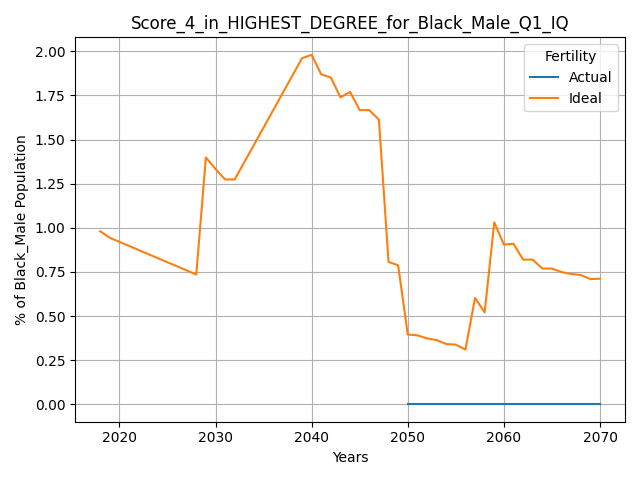 Score_4_in_HIGHEST_DEGREE_for_Black_Male_Q1_IQ
% of Black_Male Population
2.00
1.75
1.50
1.25
1.00
0.75
0.50
0.25
0.00
Fertility
Actual
Ideal
2020 2030 2040 2050 2060 2070
Years